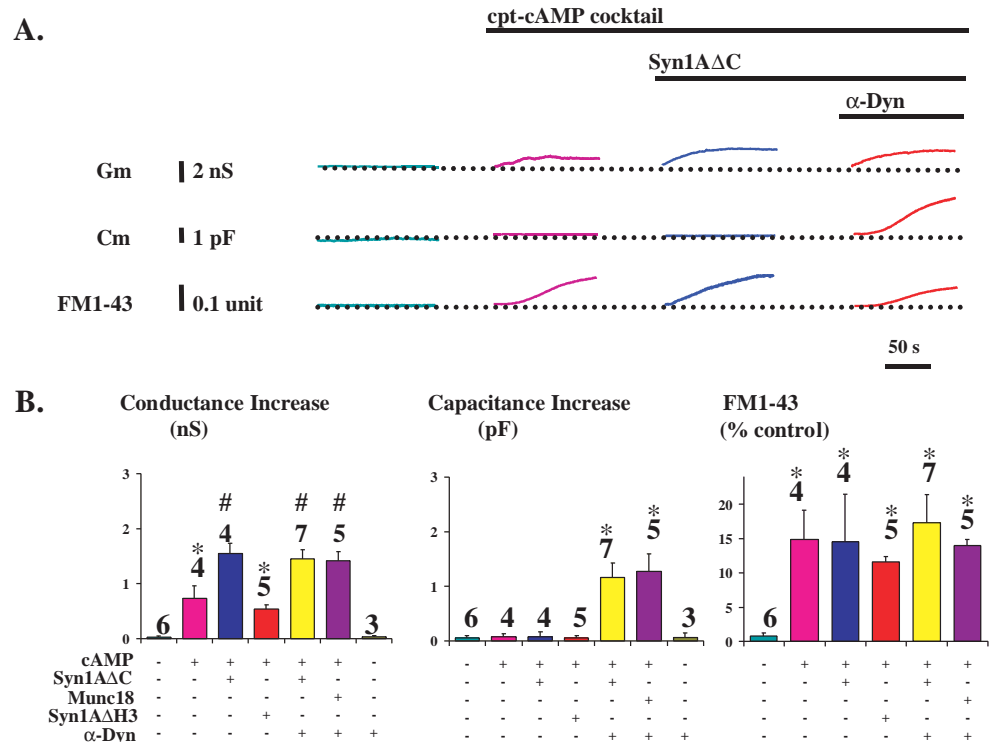 A.
cpt-cAMP cocktail
Syn1AΔC
α-Dyn
Gm 2 nS
Cm 1 pF
FM1-43 0.1 unit
50 s
B.
Conductance Increase
(nS)
3
2
1
0
6 *4 #4 *5 #7 #5 3
Capacitance Increase
(pF)
3
2
1
0
6 4 4 5 *7 *5 3
FM1-43
(% control)
20
15
10
5
0
6 *4 *4 *5 *7 *5
cAMP - + + + + + - - + + + + + - - + + + + +
Syn1AΔC - - + - + - - - - + - + - - - - + - + -
Munc18 - - - - - + - - - - - - + - - - - - - +
Syn1AΔH3 - - - + - - - - - - + - - - - - - + - -
α-Dyn - - - - + + + - - - - + + + - - - - + +